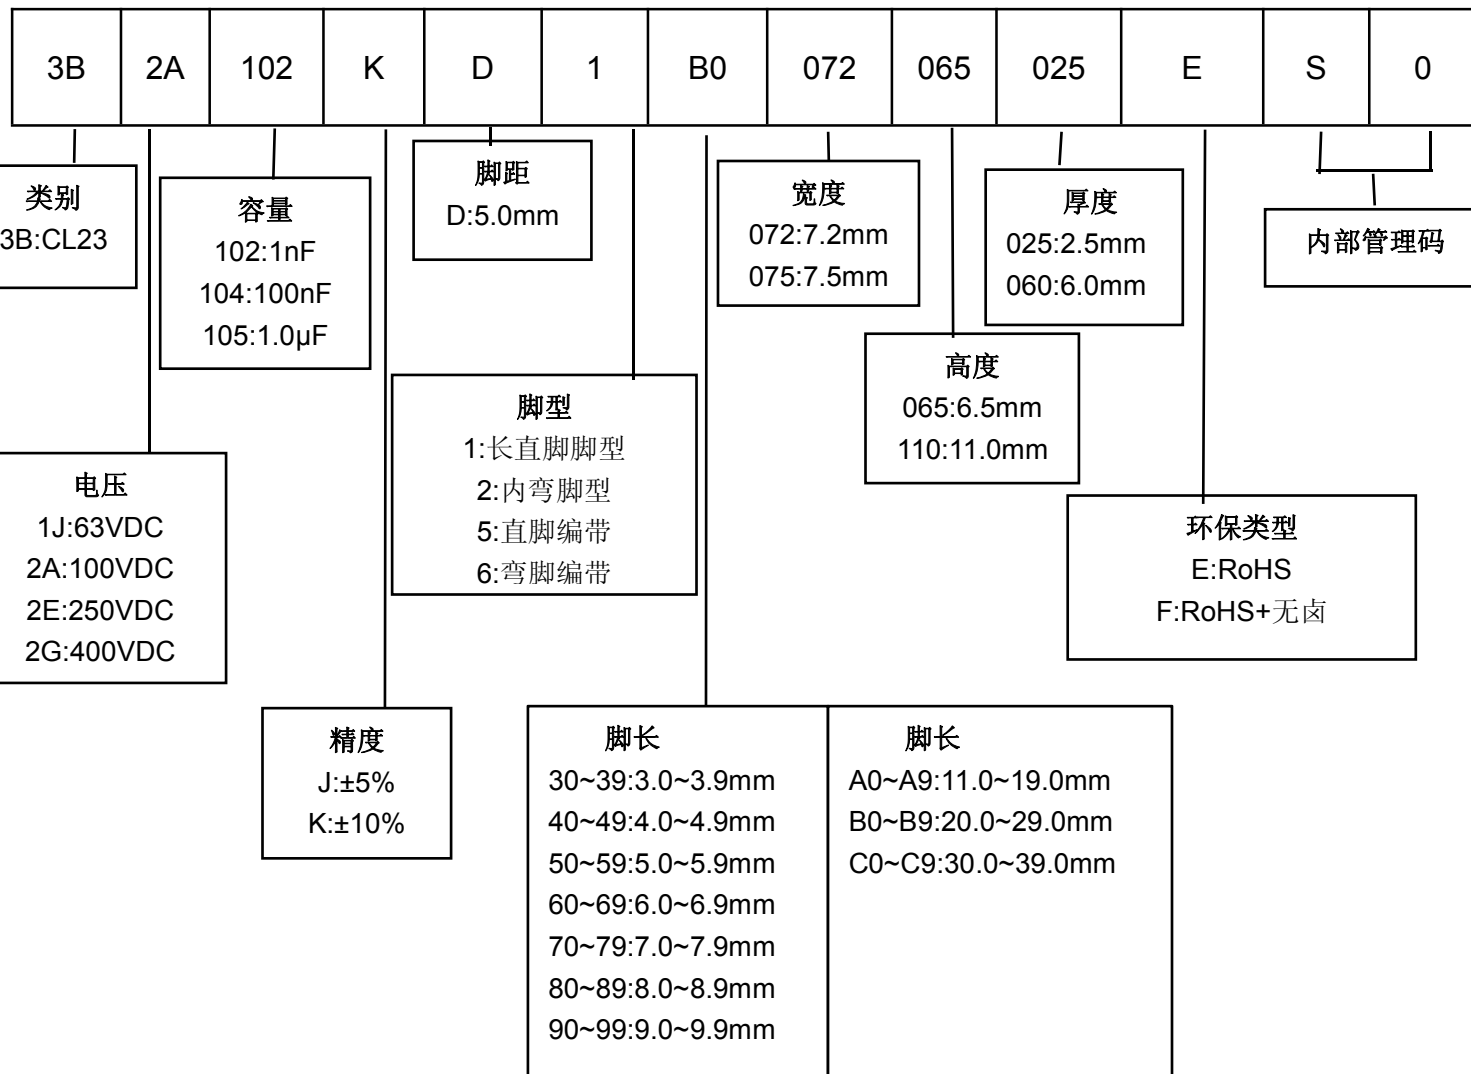 3B 2A 102 K D 1 B0 072 065 025 E S 0
类别
3B:CL23
容量
102:1nF
104:100nF
105:1.0μF
脚距
D:5.0mm
宽度
072:7.2mm
075:7.5mm
厚度
025:2.5mm
060:6.0mm
内部管理码
高度
065:6.5mm
110:11.0mm
脚型
1:长直脚脚型
2:内弯脚型
5:直脚编带
6:弯脚编带
电压
1J:63VDC
2A:100VDC
2E:250VDC
2G:400VDC
环保类型
E:RoHS
F:RoHS+无卤
精度
J:±5%
K:±10%
脚长
30~39:3.0~3.9mm
40~49:4.0~4.9mm
50~59:5.0~5.9mm
60~69:6.0~6.9mm
70~79:7.0~7.9mm
80~89:8.0~8.9mm
90~99:9.0~9.9mm
脚长
A0~A9:11.0~19.0mm
B0~B9:20.0~29.0mm
C0~C9:30.0~39.0mm